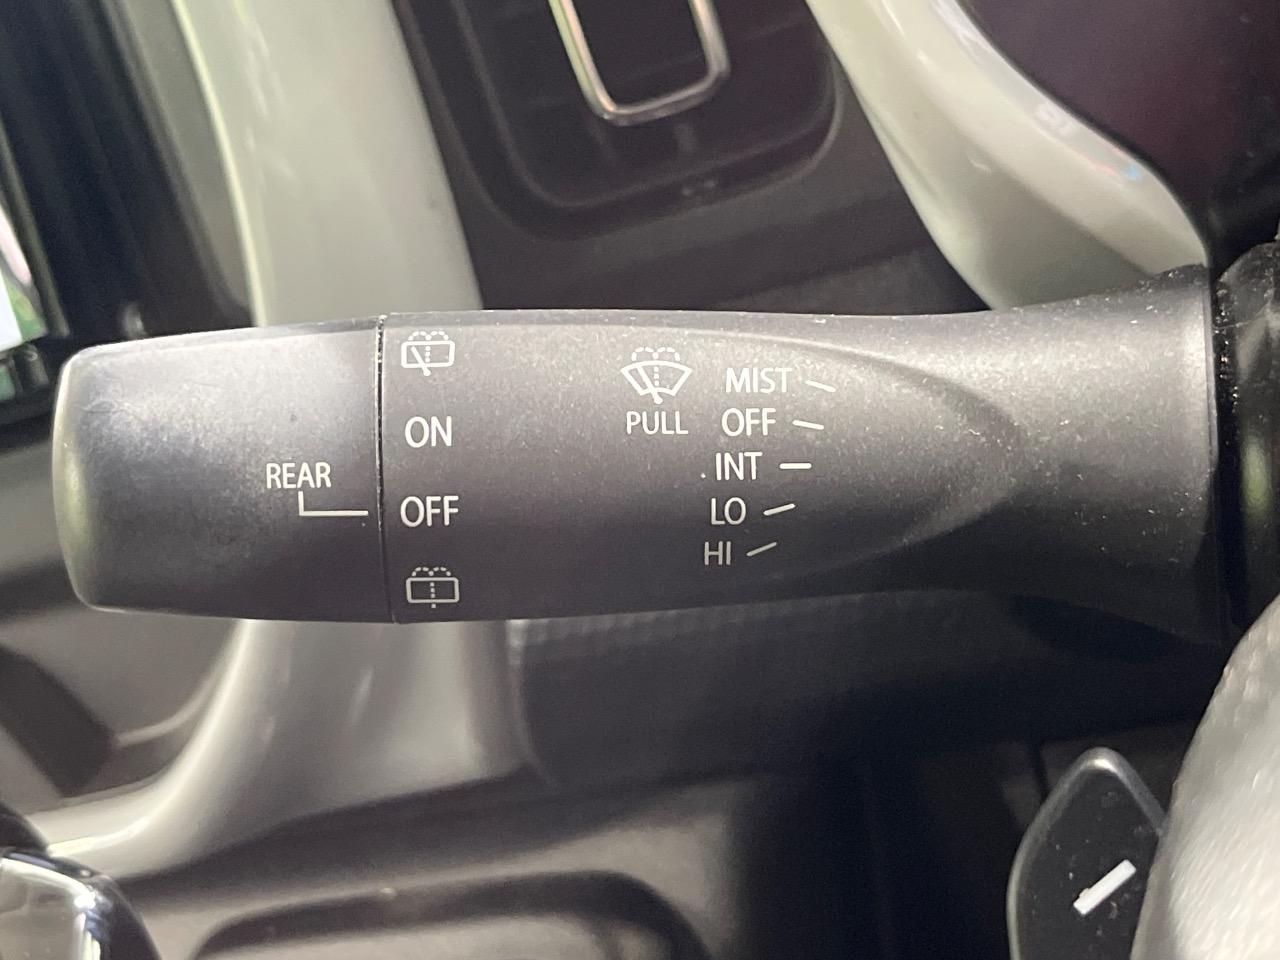 ON
REAR
OFF
PULL
MIST
OFF
INT
LO
HI